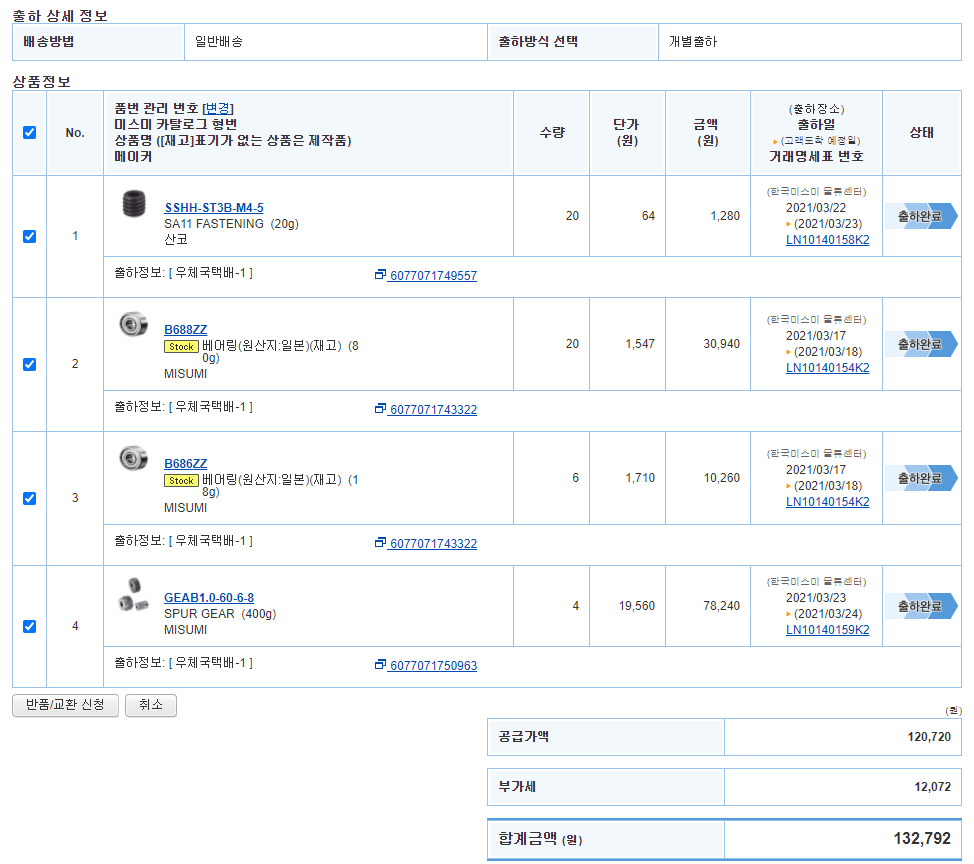 출하 상세 정보
배송방법 일반배송 출하방식 선택 개별출하
상품정보
No.
품번 관리 번호 [변경]
미스미 카탈로그 형번
상품명 ([재고]표기가 없는 상품은 제작품)
메이커
수량
단가
(원)
금액
(원)
(출하장소)
출하일
▸(고객도착 예정일)
거래명세표 번호
상태
1
SSHH-ST3B-M4-5
SA11 FASTENING (20g)
산코
20 64 1,280
(한국미스미 물류센터)
2021/03/22
▸(2021/03/23)
LN10140158K2
출하완료
출하정보: [ 우체국택배-1 ] 6077071749557
2
B688ZZ
Stock 베어링(원산지:일본)(재고) (8
0g)
MISUMI
20 1,547 30,940
(한국미스미 물류센터)
2021/03/17
▸(2021/03/18)
LN10140154K2
출하완료
출하정보: [ 우체국택배-1 ] 6077071743322
3
B686ZZ
Stock 베어링(원산지:일본)(재고) (1
8g)
MISUMI
6 1,710 10,260
(한국미스미 물류센터)
2021/03/17
▸(2021/03/18)
LN10140154K2
출하완료
출하정보: [ 우체국택배-1 ] 6077071743322
4
GEAB1.0-60-6-8
SPUR GEAR (400g)
MISUMI
4 19,560 78,240
(한국미스미 물류센터)
2021/03/23
▸(2021/03/24)
LN10140159K2
출하완료
출하정보: [ 우체국택배-1 ] 6077071750963
반품/교환 신청 취소
(원)
공급가액 120,720
부가세 12,072
합계금액 (원) 132,792